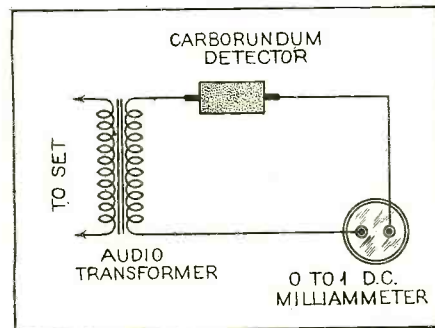 CARBORUNDUM
DETECTOR
TO SET
AUDIO
TRANSFORMER
0 TO 1 D.C.
MILLIAMMETER